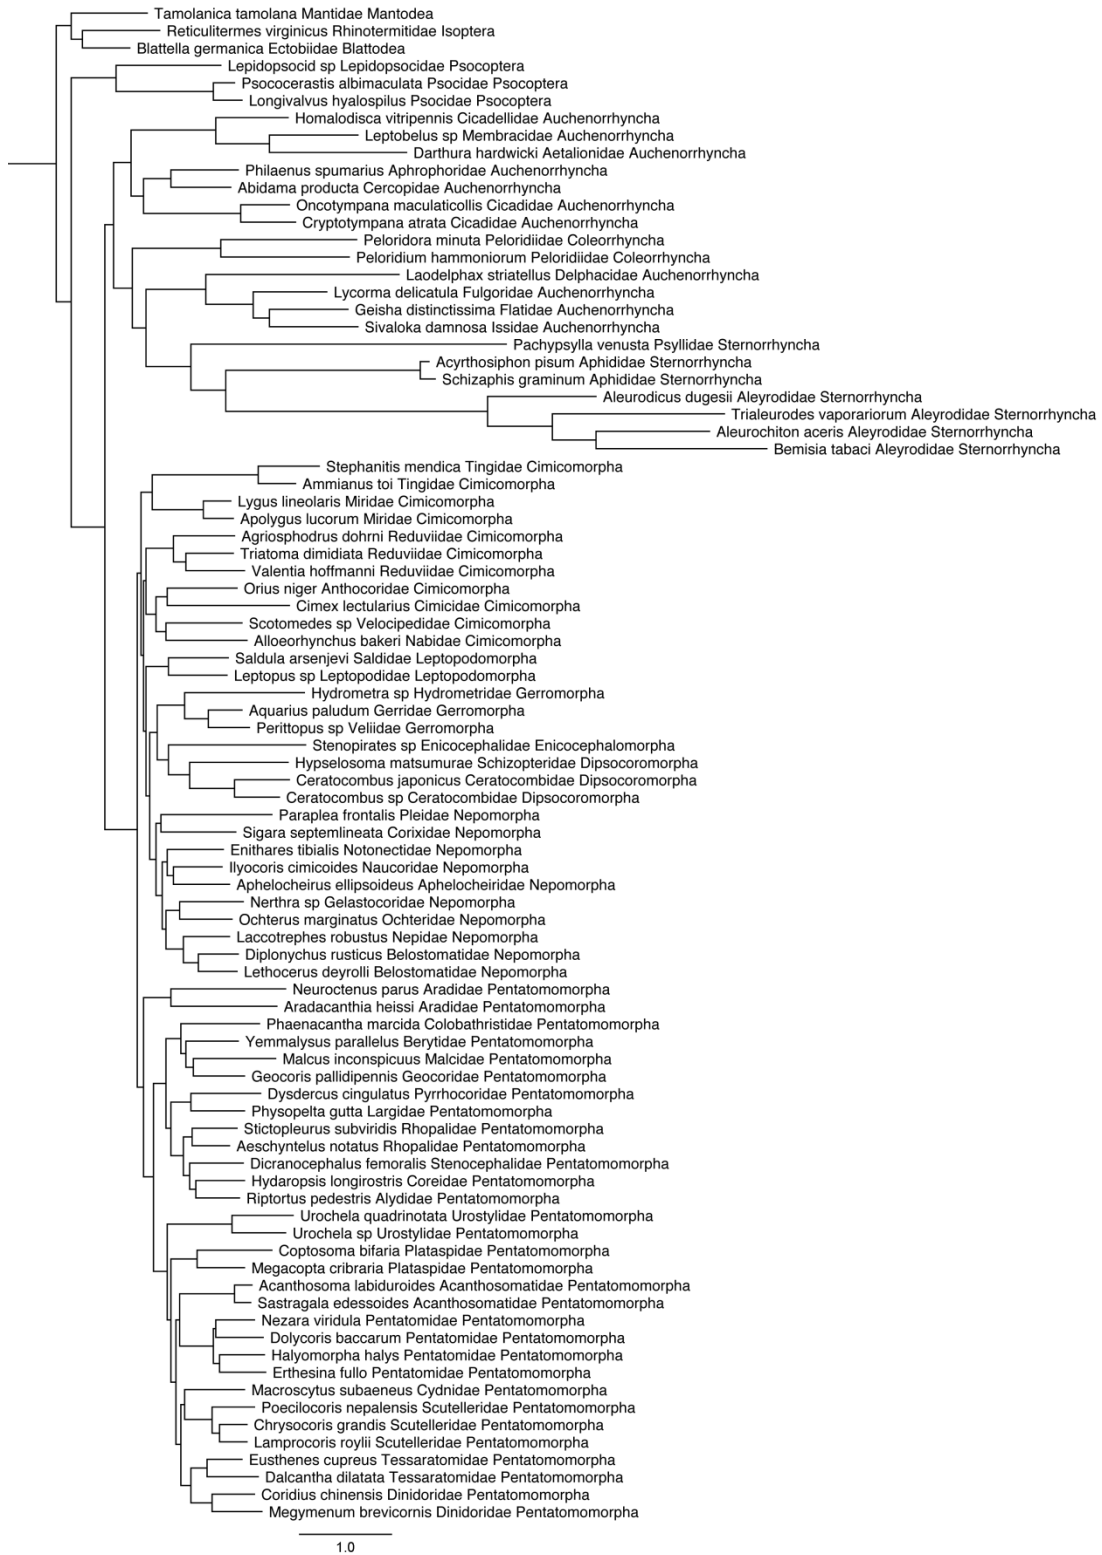 Tamolanica tamolana Mantidae Mantodea
Reticulitermes virginicus Rhinotermitidae Isoptera
Blattella germanica Ectobiidae Blattodea
Lepidopsocid sp Lepidopsocidae Psocoptera
Psococerastis albimaculata Psocidae Psocoptera
Longivalvus hyalospilus Psocidae Psocoptera
Homalodisca vitripennis Cicadellidae Auchenorrhyncha
Leptobelus sp Membracidae Auchenorrhyncha
Darthura hardwicki Aetalionidae Auchenorrhyncha
Philaenus spumarius Aphrophoridae Auchenorrhyncha
Abidama producta Cercopidae Auchenorrhyncha
Oncotympana maculaticollis Cicadidae Auchenorrhyncha
Cryptotympana atrata Cicadidae Auchenorrhyncha
Peloridora minuta Peloridiidae Coleorrhyncha
Peloridium hammoniorum Peloridiidae Coleorrhyncha
Laodelphax striatellus Delphacidae Auchenorrhyncha
Lycorma delicatula Fulgoridae Auchenorrhyncha
Geisha distinctissima Flatidae Auchenorrhyncha
Sivaloka damnosa Issidae Auchenorrhyncha
Pachypsylla venusta Psyllidae Sternorrhyncha
Acyrthosiphon pisum Aphididae Sternorrhyncha
Schizaphis graminum Aphididae Sternorrhyncha
Aleurodicus dugesii Aleyrodidae Sternorrhyncha
Trialeurodes vaporariorum Aleyrodidae Sternorrhyncha
Aleurochiton aceris Aleyrodidae Sternorrhyncha
Bemisia tabaci Aleyrodidae Sternorrhyncha
Stephanitis mendica Tingidae Cimicomorpha
Ammianus toi Tingidae Cimicomorpha
Lygus lineolaris Miridae Cimicomorpha
Apolygus lucorum Miridae Cimicomorpha
Agriosphodrus dohrni Reduviidae Cimicomorpha
Triatoma dimidiata Reduviidae Cimicomorpha
Valentia hoffmanni Reduviidae Cimicomorpha
Orius niger Anthocoridae Cimicomorpha
Cimex lectularius Cimicidae Cimicomorpha
Scotomedes sp Velocipedidae Cimicomorpha
Alloeorhynchus bakeri Nabidae Cimicomorpha
Saldula arsenjevi Saldidae Leptopodomorpha
Leptopus sp Leptopodidae Leptopodomorpha
Hydrometra sp Hydrometridae Gerromorpha
Aquarius paludum Gerridae Gerromorpha
Perittopus sp Veliidae Gerromorpha
Stenopirates sp Enicocephalidae Enicocephalomorpha
Hypselosoma matsumurae Schizopteridae Dipsocoromorpha
Ceratocombus japonicus Ceratocombidae Dipsocoromorpha
Ceratocombus sp Ceratocombidae Dipsocoromorpha
Paraplea frontalis Pleidae Nepomorpha
Sigara septemlineata Corixidae Nepomorpha
Enithares tibialis Notonectidae Nepomorpha
Ilyocoris cimicoides Naucoridae Nepomorpha
Aphelocheirus ellipsoideus Aphelocheiridae Nepomorpha
Nerthra sp Gelastocoridae Nepomorpha
Ochterus marginatus Ochteridae Nepomorpha
Laccotrephes robustus Nepidae Nepomorpha
Diplonychus rusticus Belostomatidae Nepomorpha
Lethocerus deyrolli Belostomatidae Nepomorpha
Neuroctenus parus Aradidae Pentatomomorpha
Aradacanthia heissi Aradidae Pentatomomorpha
Phaenacantha marcida Colobathristidae Pentatomomorpha
Yemmalysus parallelus Berytidae Pentatomomorpha
Malcus inconspicuus Malcidae Pentatomomorpha
Geocoris pallidipennis Geocoridae Pentatomomorpha
Dysdercus cingulatus Pyrrhocoridae Pentatomomorpha
Physopelta gutta Largidae Pentatomomorpha
Stictopleurus subviridis Rhopalidae Pentatomomorpha
Aeschyntelus notatus Rhopalidae Pentatomomorpha
Dicranocephalus femoralis Stenocephalidae Pentatomomorpha
Hydaropsis longirostris Coreidae Pentatomomorpha
Riptortus pedestris Alydidae Pentatomomorpha
Urochela quadrinotata Urostylidae Pentatomomorpha
Urochela sp Urostylidae Pentatomomorpha
Coptosoma bifaria Plataspidae Pentatomomorpha
Megacopta cribraria Plataspidae Pentatomomorpha
Acanthosoma labiduroides Acanthosomatidae Pentatomomorpha
Sastragala edessoides Acanthosomatidae Pentatomomorpha
Nezara viridula Pentatomidae Pentatomomorpha
Dolycoris baccarum Pentatomidae Pentatomomorpha
Halyomorpha halys Pentatomidae Pentatomomorpha
Erthesina fullo Pentatomidae Pentatomomorpha
Macroscytus subaeneus Cydnidae Pentatomomorpha
Poecilocoris nepalensis Scutelleridae Pentatomomorpha
Chrysocoris grandis Scutelleridae Pentatomomorpha
Lamprocoris roylii Scutelleridae Pentatomomorpha
Eusthenes cupreus Tessaratomidae Pentatomomorpha
Dalcantha dilatata Tessaratomidae Pentatomomorpha
Coridius chinensis Dinidoridae Pentatomomorpha
Megymenum brevicornis Dinidoridae Pentatomomorpha
1.0